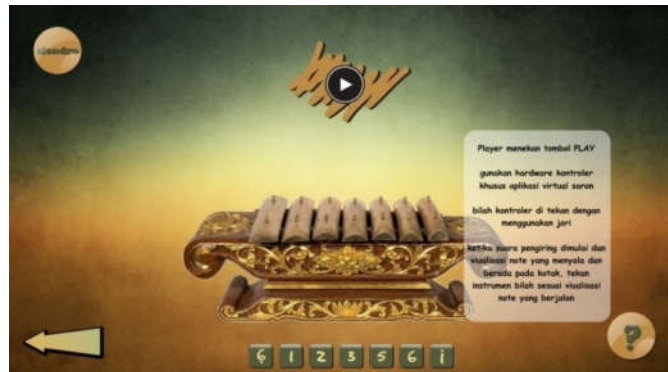 Player menekan tombol PLAY
gunakan hardware kontroler
khusus aplikasi virtual saron
bilah kontroler di tekan dengan
menggunakan jari
ketika suara pengiring dimulai dan
visualisasi note yang menyala dan
berada pada kotak, tekan
instrumen bilah sesuai visualisasi
note yang berjalan
?
6 1 2 3 5 6 i